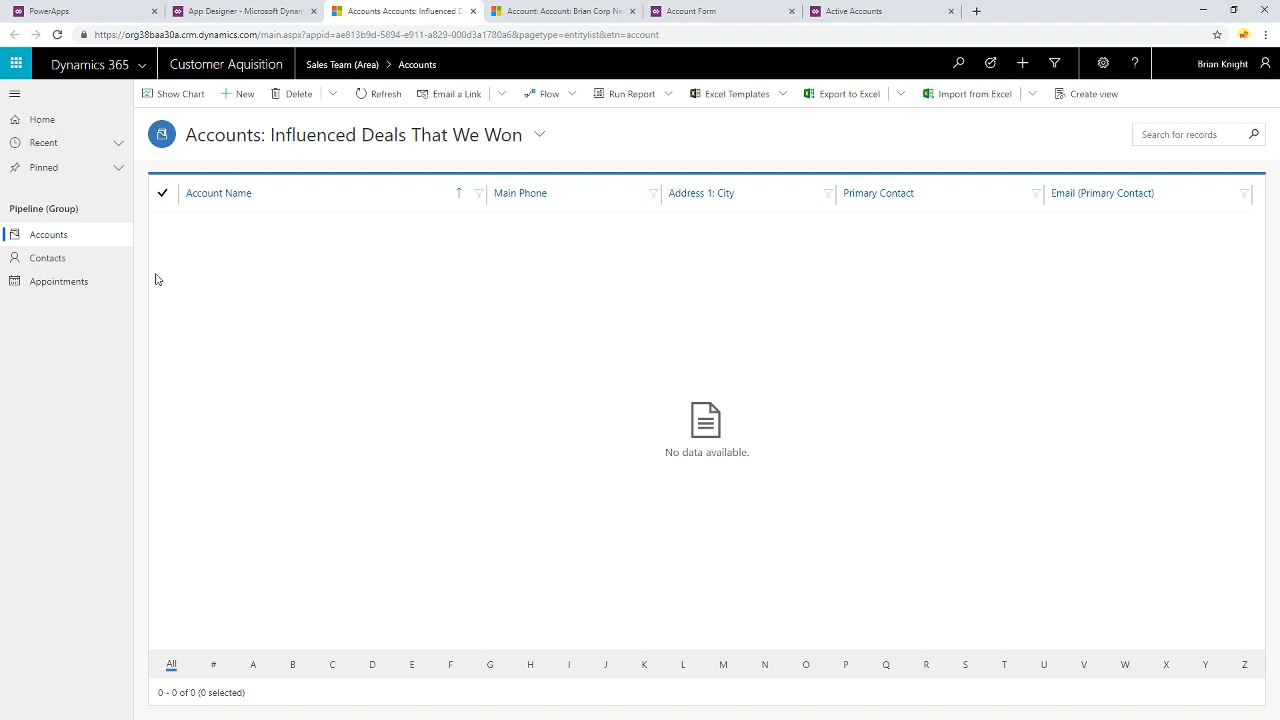 PowerApps
App Designer - Microsoft Dynam
Accounts Accounts: Influenced D
Account: Account: Brian Corp Ne
Account Form
Active Accounts
https://org38baa30a.crm.dynamics.com/main.aspx?appid=ae813b9d-5894-e911-a829-000d3a1780a6&pagetype=entitylist&etn=account
Dynamics 365
Customer Aquisition
Sales Team (Area) > Accounts
Brian Knight
Show Chart
New
Delete
Refresh
Email a Link
Flow
Run Report
Excel Templates
Export to Excel
Import from Excel
Create view
Home
Recent
Pinned
Pipeline (Group)
Accounts
Contacts
Appointments
Accounts: Influenced Deals That We Won
Search for records
Account Name
Main Phone
Address 1: City
Primary Contact
Email (Primary Contact)
No data available.
All # A B C D E F G H I J K L M N O P Q R S T U V W X Y Z
0 - 0 of 0 (0 selected)